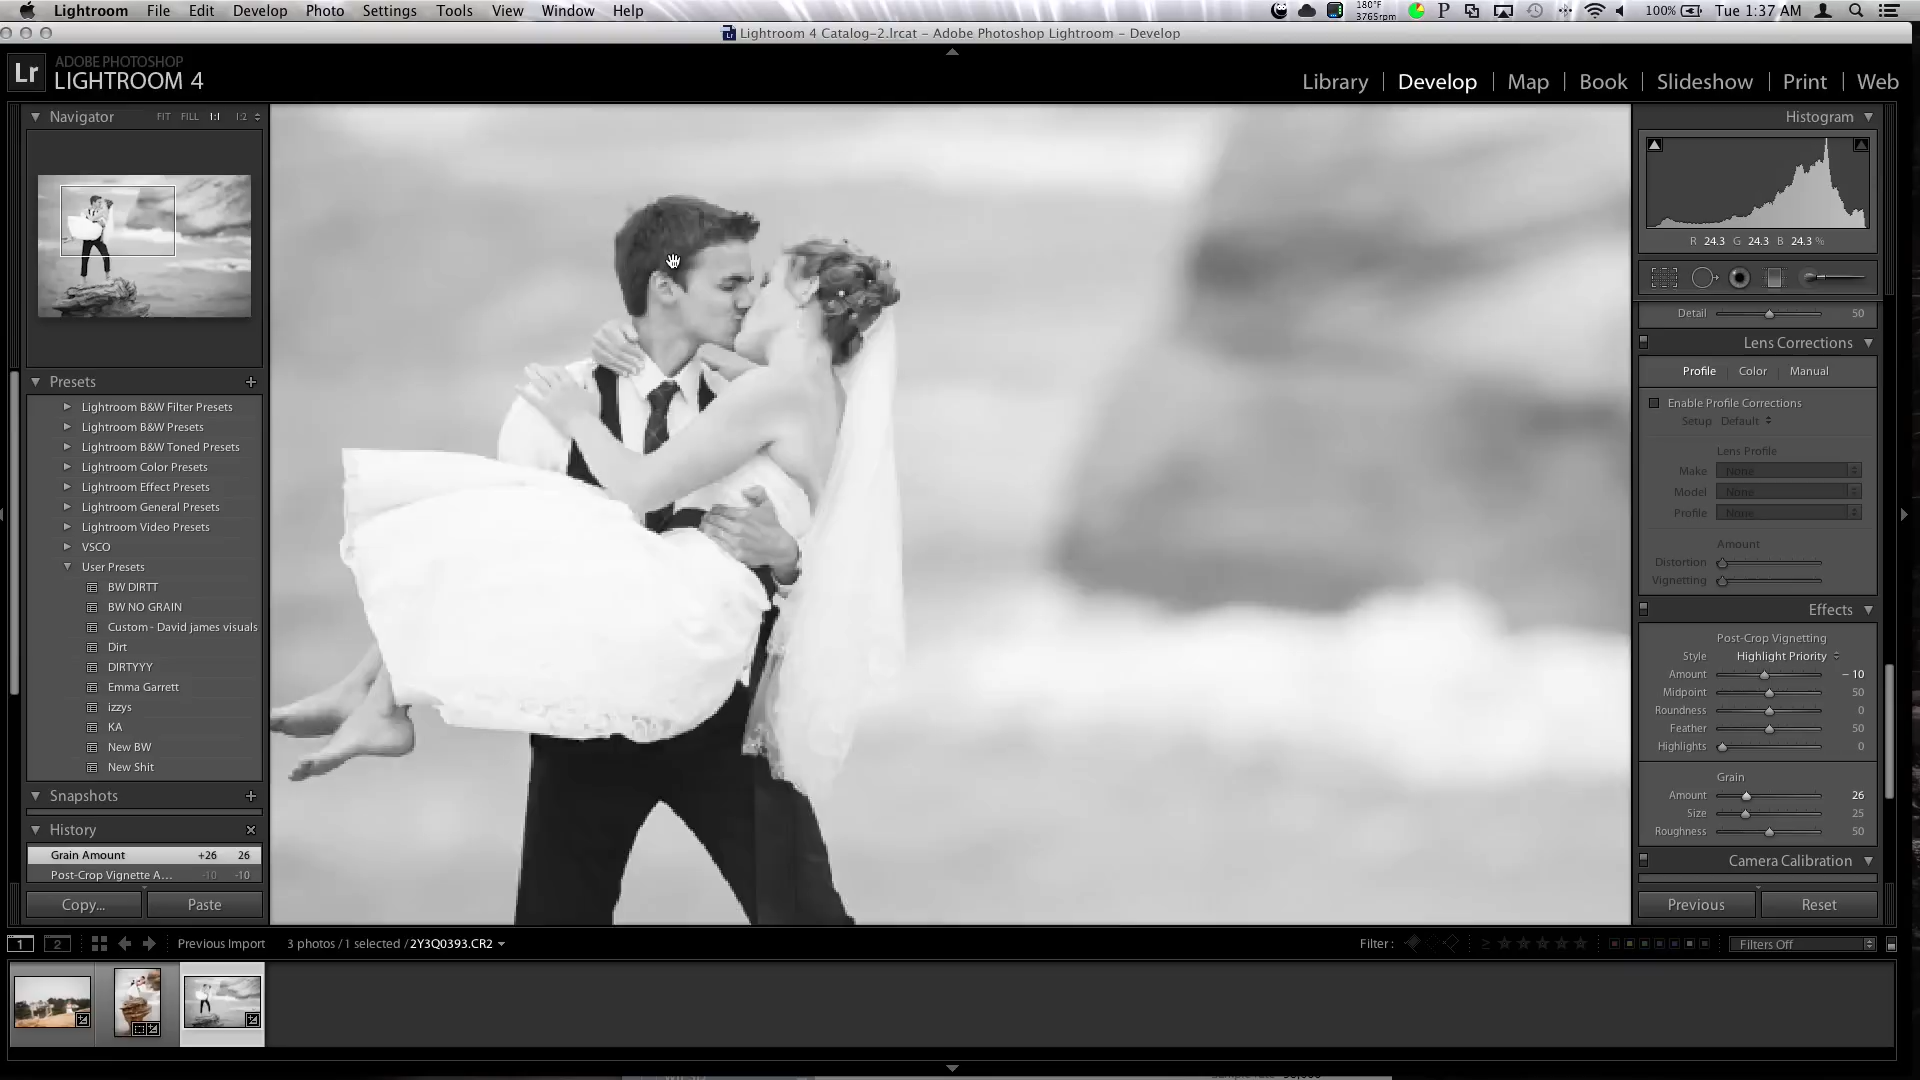 Lightroom File Edit Develop Photo Settings Tools View Window Help 180°F 3765rpm 100% Tue 1:37 AM
Lightroom 4 Catalog-2.lrcat – Adobe Photoshop Lightroom – Develop
Lr ADOBE PHOTOSHOP
LIGHTROOM 4
Library | Develop | Map | Book | Slideshow | Print | Web
Navigator FIT FILL 1:1 1:2
Presets +
Lightroom B&W Filter Presets
Lightroom B&W Presets
Lightroom B&W Toned Presets
Lightroom Color Presets
Lightroom Effect Presets
Lightroom General Presets
Lightroom Video Presets
VSCO
User Presets
BW DIRTT
BW NO GRAIN
Custom - David james visuals
Dirt
DIRTYYY
Emma Garrett
izzys
KA
New BW
New Shit
Snapshots +
History ×
Grain Amount +26 26
Post-Crop Vignette A... -10 -10
Copy... Paste
Histogram
R 24.3 G 24.3 B 24.3 %
Detail 50
Lens Corrections
Profile | Color | Manual
Enable Profile Corrections
Setup Default
Lens Profile
Make None
Model None
Profile None
Amount
Distortion
Vignetting
Effects
Post-Crop Vignetting
Style Highlight Priority
Amount – 10
Midpoint 50
Roundness 0
Feather 50
Highlights 0
Grain
Amount 26
Size 25
Roughness 50
Camera Calibration
Previous Reset
1 2 Previous Import 3 photos / 1 selected / 2Y3Q0393.CR2 Filter : ≥ Filters Off